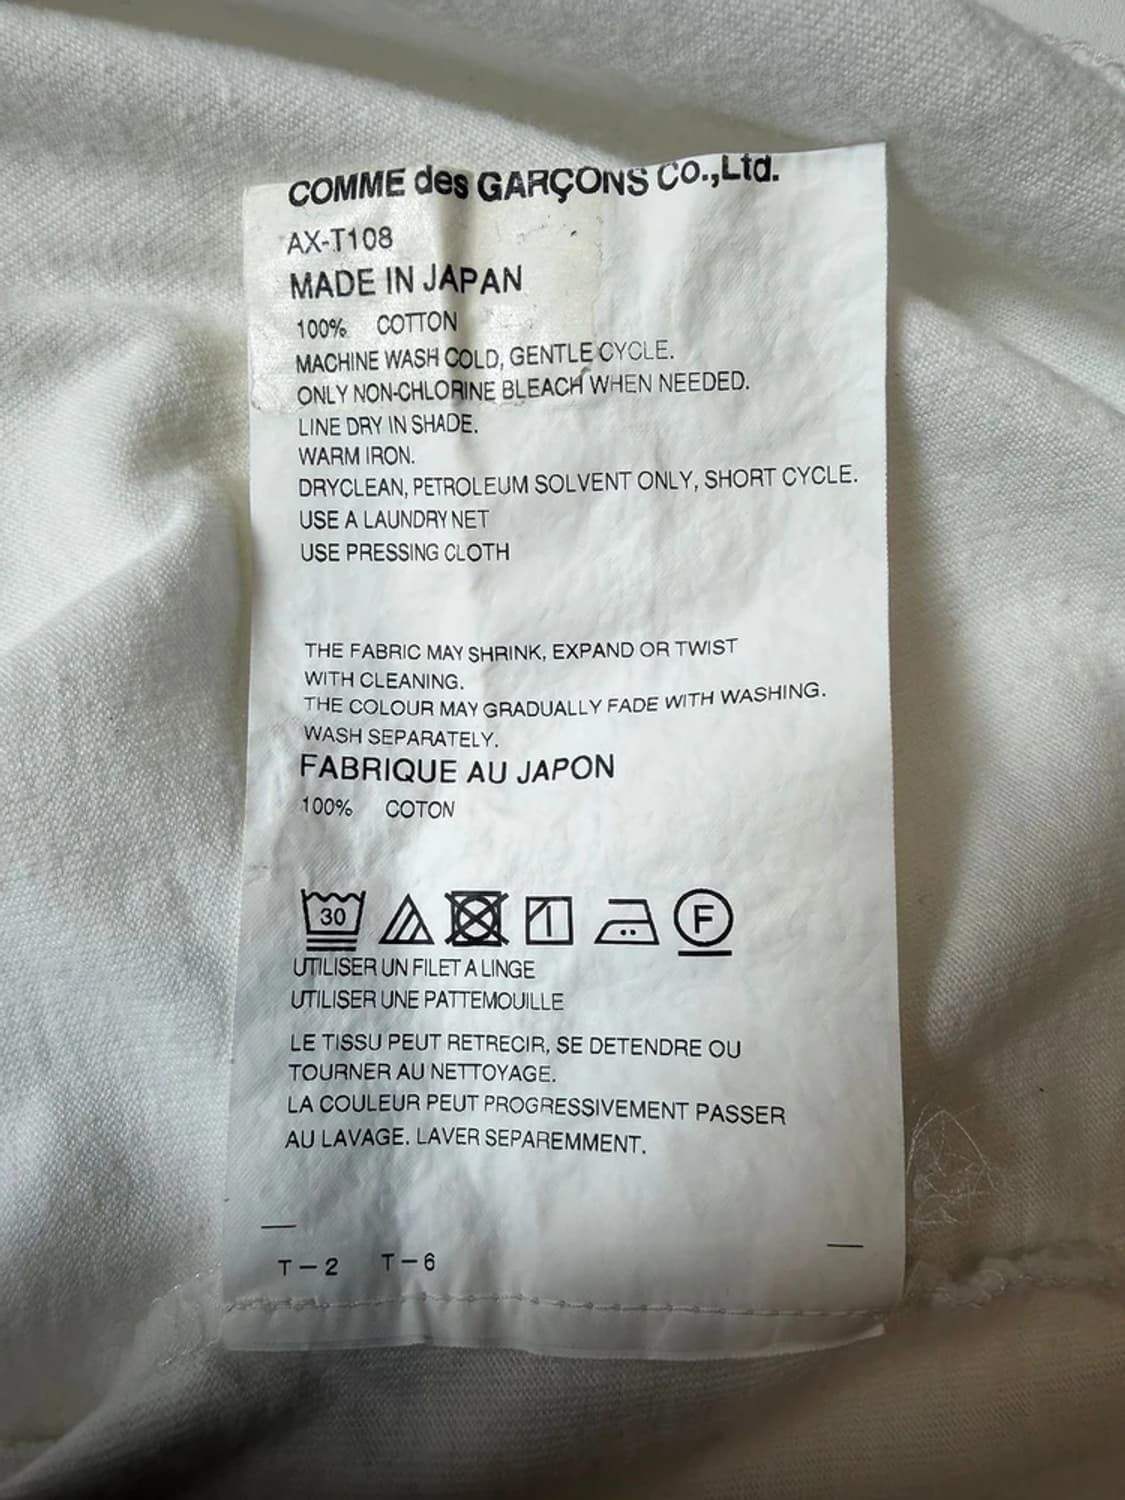 COMME des GARÇONS Co.,Ltd.
AX-T108
MADE IN JAPAN
100% COTTON
MACHINE WASH COLD, GENTLE CYCLE.
ONLY NON-CHLORINE BLEACH WHEN NEEDED.
LINE DRY IN SHADE.
WARM IRON.
DRYCLEAN, PETROLEUM SOLVENT ONLY, SHORT CYCLE.
USE A LAUNDRY NET
USE PRESSING CLOTH
THE FABRIC MAY SHRINK, EXPAND OR TWIST
WITH CLEANING.
THE COLOUR MAY GRADUALLY FADE WITH WASHING.
WASH SEPARATELY.
FABRIQUE AU JAPON
100% COTON
30 F
UTILISER UN FILET A LINGE
UTILISER UNE PATTEMOUILLE
LE TISSU PEUT RETRECIR, SE DETENDRE OU
TOURNER AU NETTOYAGE.
LA COULEUR PEUT PROGRESSIVEMENT PASSER
AU LAVAGE. LAVER SEPAREMMENT.
T-2 T-6